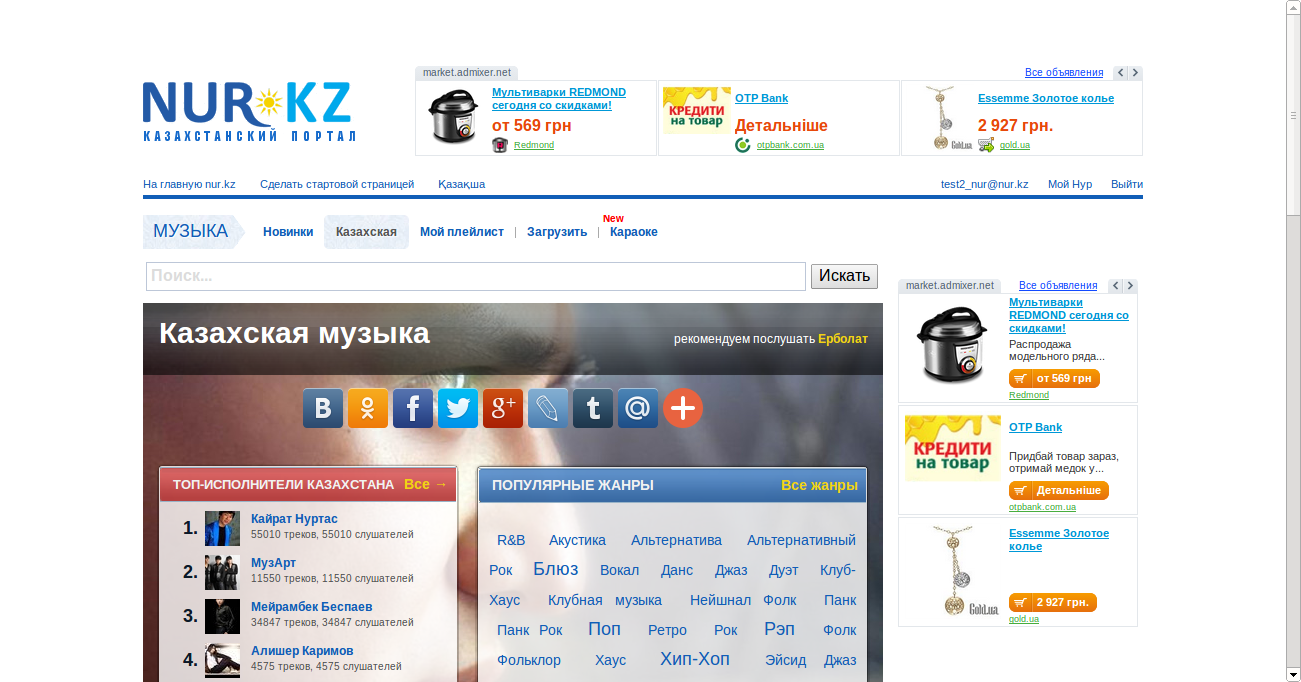 market.admixer.net Все объявления
NUR KZ
КАЗАХСТАНСКИЙ ПОРТАЛ
Мультиварки REDMOND
сегодня со скидками!
от 569 грн
Redmond
КРЕДИТИ
на товар
OTP Bank
Детальніше
otpbank.com.ua
Gold.ua
Essemme Золотое колье
2 927 грн.
gold.ua
На главную nur.kz Сделать стартовой страницей Қазақша test2_nur@nur.kz Мой Нур Выйти
МУЗЫКА Новинки Казахская Мой плейлист Загрузить New Караоке
Поиск... Искать
Казахская музыка
рекомендуем послушать Ерболат
ТОП-ИСПОЛНИТЕЛИ КАЗАХСТАНА Все →
1. Кайрат Нуртас
55010 треков, 55010 слушателей
2. МузАрт
11550 треков, 11550 слушателей
3. Мейрамбек Беспаев
34847 треков, 34847 слушателей
4. Алишер Каримов
4575 треков, 4575 слушателей
ПОПУЛЯРНЫЕ ЖАНРЫ Все жанры
R&B Акустика Альтернатива Альтернативный
Рок Блюз Вокал Данс Джаз Дуэт Клуб-
Хаус Клубная музыка Нейшнал Фолк Панк
Панк Рок Поп Ретро Рок Рэп Фолк
Фольклор Хаус Хип-Хоп Эйсид Джаз
market.admixer.net Все объявления
Мультиварки
REDMOND сегодня со
скидками!
Распродажа
модельного ряда...
от 569 грн
Redmond
КРЕДИТИ
на товар
OTP Bank
Придбай товар зараз,
отримай медок у...
Детальніше
otpbank.com.ua
Gold.ua
Essemme Золотое
колье
2 927 грн.
gold.ua